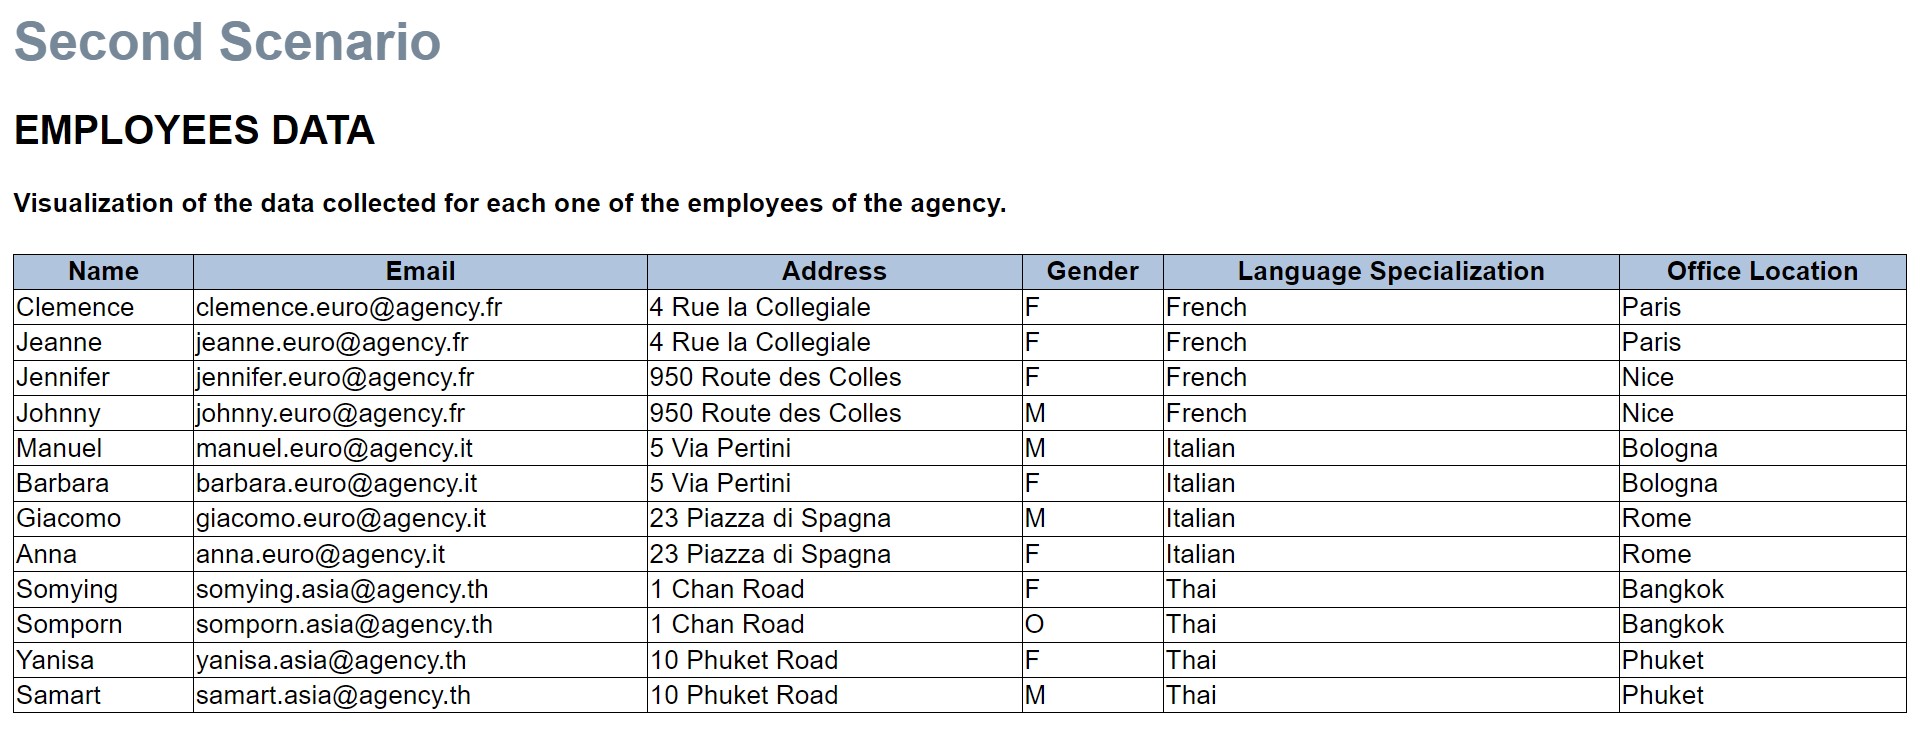 Second Scenario
EMPLOYEES DATA
Visualization of the data collected for each one of the employees of the agency.
Name Email Address Gender Language Specialization Office Location
Clemence clemence.euro@agency.fr 4 Rue la Collegiale F French Paris
Jeanne jeanne.euro@agency.fr 4 Rue la Collegiale F French Paris
Jennifer jennifer.euro@agency.fr 950 Route des Colles F French Nice
Johnny johnny.euro@agency.fr 950 Route des Colles M French Nice
Manuel manuel.euro@agency.it 5 Via Pertini M Italian Bologna
Barbara barbara.euro@agency.it 5 Via Pertini F Italian Bologna
Giacomo giacomo.euro@agency.it 23 Piazza di Spagna M Italian Rome
Anna anna.euro@agency.it 23 Piazza di Spagna F Italian Rome
Somying somying.asia@agency.th 1 Chan Road F Thai Bangkok
Somporn somporn.asia@agency.th 1 Chan Road O Thai Bangkok
Yanisa yanisa.asia@agency.th 10 Phuket Road F Thai Phuket
Samart samart.asia@agency.th 10 Phuket Road M Thai Phuket